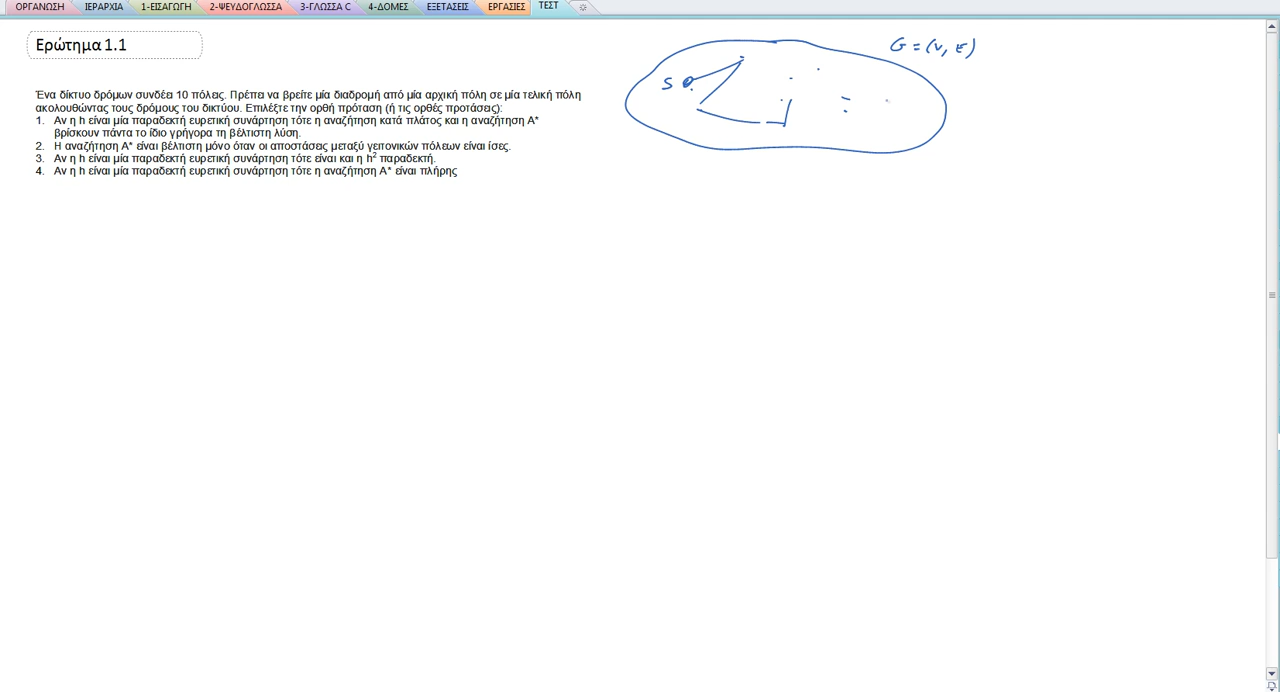 ΟΡΓΑΝΩΣΗ ΙΕΡΑΡΧΙΑ 1-ΕΙΣΑΓΩΓΗ 2-ΨΕΥΔΟΓΛΩΣΣΑ 3-ΓΛΩΣΣΑ C 4-ΔΟΜΕΣ ΕΞΕΤΑΣΕΙΣ ΕΡΓΑΣΙΕΣ ΤΕΣΤ
Ερώτημα 1.1
G = (V, E)
S
Ένα δίκτυο δρόμων συνδέει 10 πόλεις. Πρέπει να βρείτε μία διαδρομή από μία αρχική πόλη σε μία τελική πόλη
ακολουθώντας τους δρόμους του δικτύου. Επιλέξτε την ορθή πρόταση (ή τις ορθές προτάσεις):
1. Αν η h είναι μία παραδεκτή ευρετική συνάρτηση τότε η αναζήτηση κατά πλάτος και η αναζήτηση Α*
βρίσκουν πάντα το ίδιο γρήγορα τη βέλτιστη λύση.
2. Η αναζήτηση Α* είναι βέλτιστη μόνο όταν οι αποστάσεις μεταξύ γειτονικών πόλεων είναι ίσες.
3. Αν η h είναι μία παραδεκτή ευρετική συνάρτηση τότε είναι και η h² παραδεκτή.
4. Αν η h είναι μία παραδεκτή ευρετική συνάρτηση τότε η αναζήτηση Α* είναι πλήρης